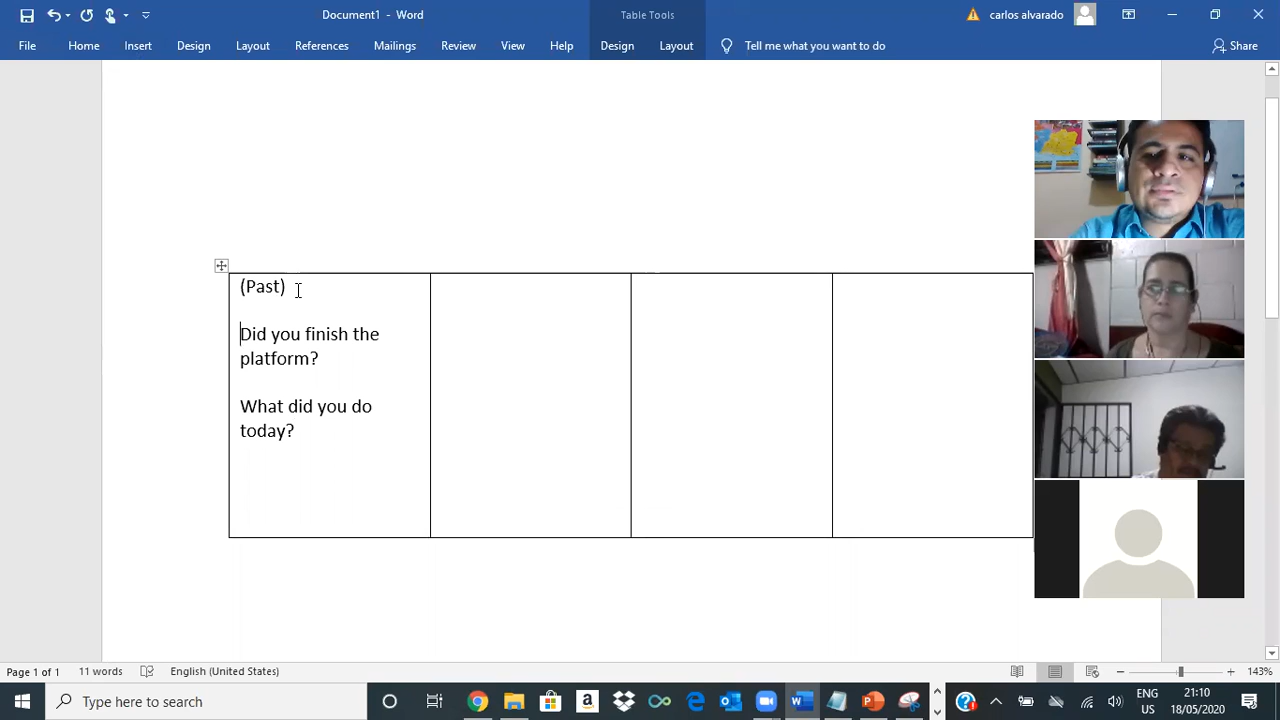 Document1 - Word
Table Tools
carlos alvarado
File Home Insert Design Layout References Mailings Review View Help Design Layout Tell me what you want to do Share
(Past)
Did you finish the
platform?
What did you do
today?
Page 1 of 1 11 words English (United States) 143%
Type here to search
ENG 21:10
US 18/05/2020